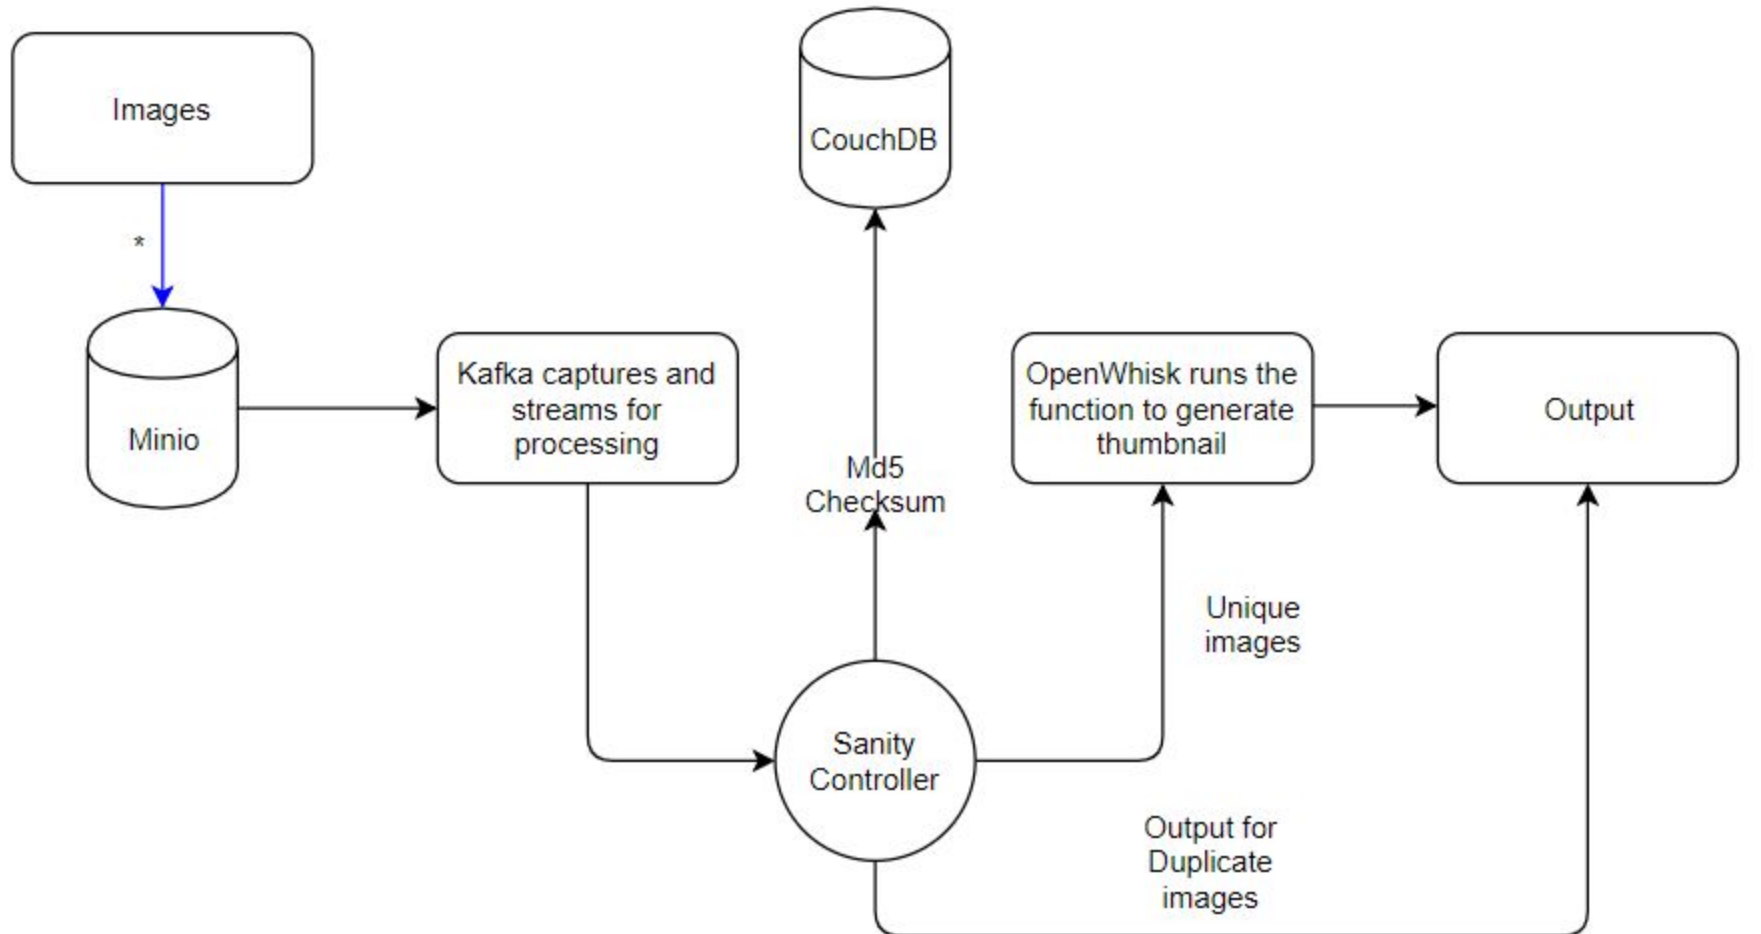 Images
CouchDB
*
Minio
Kafka captures and
streams for
processing
Md5
Checksum
OpenWhisk runs the
function to generate
thumbnail
Output
Unique
images
Sanity
Controller
Output for
Duplicate
images